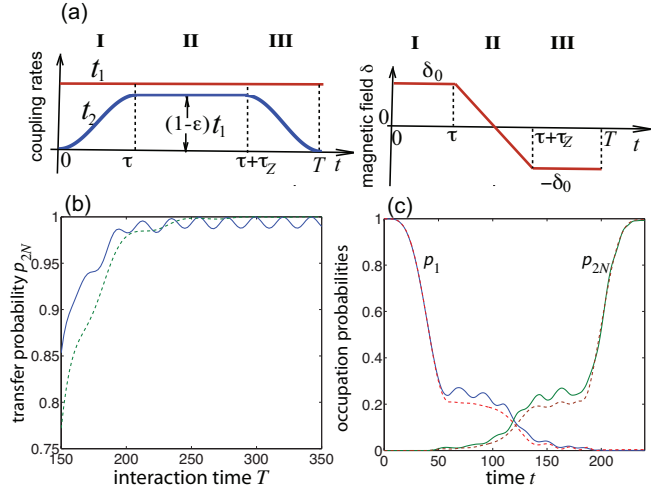 (a)
I II III
t₁
t₂
(1-ε)t₁
coupling rates
0 τ τ+τ_Z T t
I II III
δ₀
magnetic field δ
0
τ τ+τ_Z T t
−δ₀
(b)
transfer probability p₂N
1
0.95
0.9
0.85
0.8
0.75
150 200 250 300 350
interaction time T
(c)
occupation probabilities
1
0.8
0.6
0.4
0.2
0
p₁ p₂N
0 50 100 150 200
time t